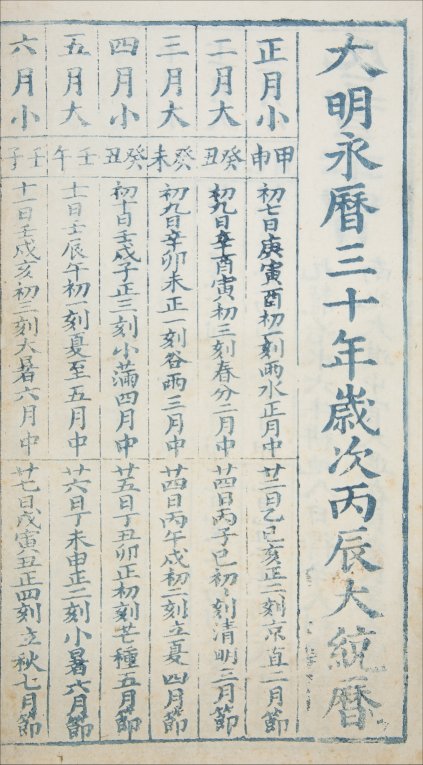 大明永曆三十年歲次丙辰大統曆
正月小
甲申
初七日庚寅酉初一刻雨水正月中
廿二日乙巳亥正二刻京直二月節
二月大
癸丑
初九日辛酉寅初三刻春分二月中
廿四日丙子巳初〻刻清明三月節
三月大
癸未
初九日辛卯未正一刻谷雨三月中
廿四日丙午戌初二刻立夏四月節
四月小
癸丑
初十日壬戌子正三刻小滿四月中
廿五日丁丑卯正初刻芒種五月節
五月大
壬午
十一日壬辰午初一刻夏至五月中
廿六日丁未申正二刻小暑六月節
六月小
壬子
十一日壬戌亥初二刻大暑六月中
廿七日戊寅丑正四刻立秋七月節